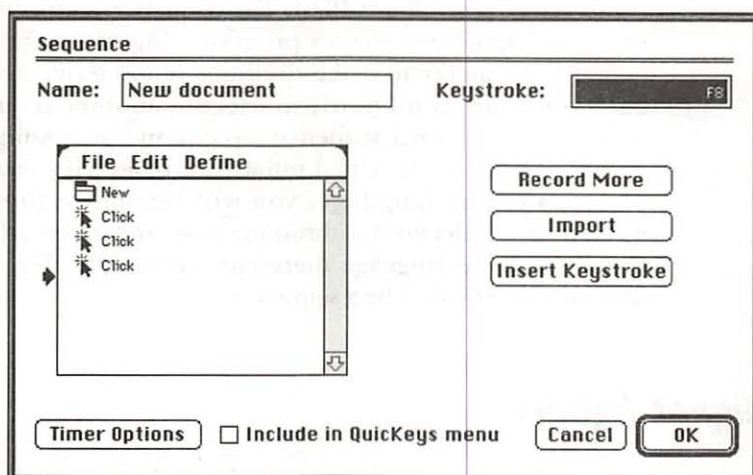 Sequence
Name: New document Keystroke: F8
File Edit Define
New
Click
Click
Click
Record More
Import
Insert Keystroke
Timer Options Include in QuicKeys menu Cancel OK